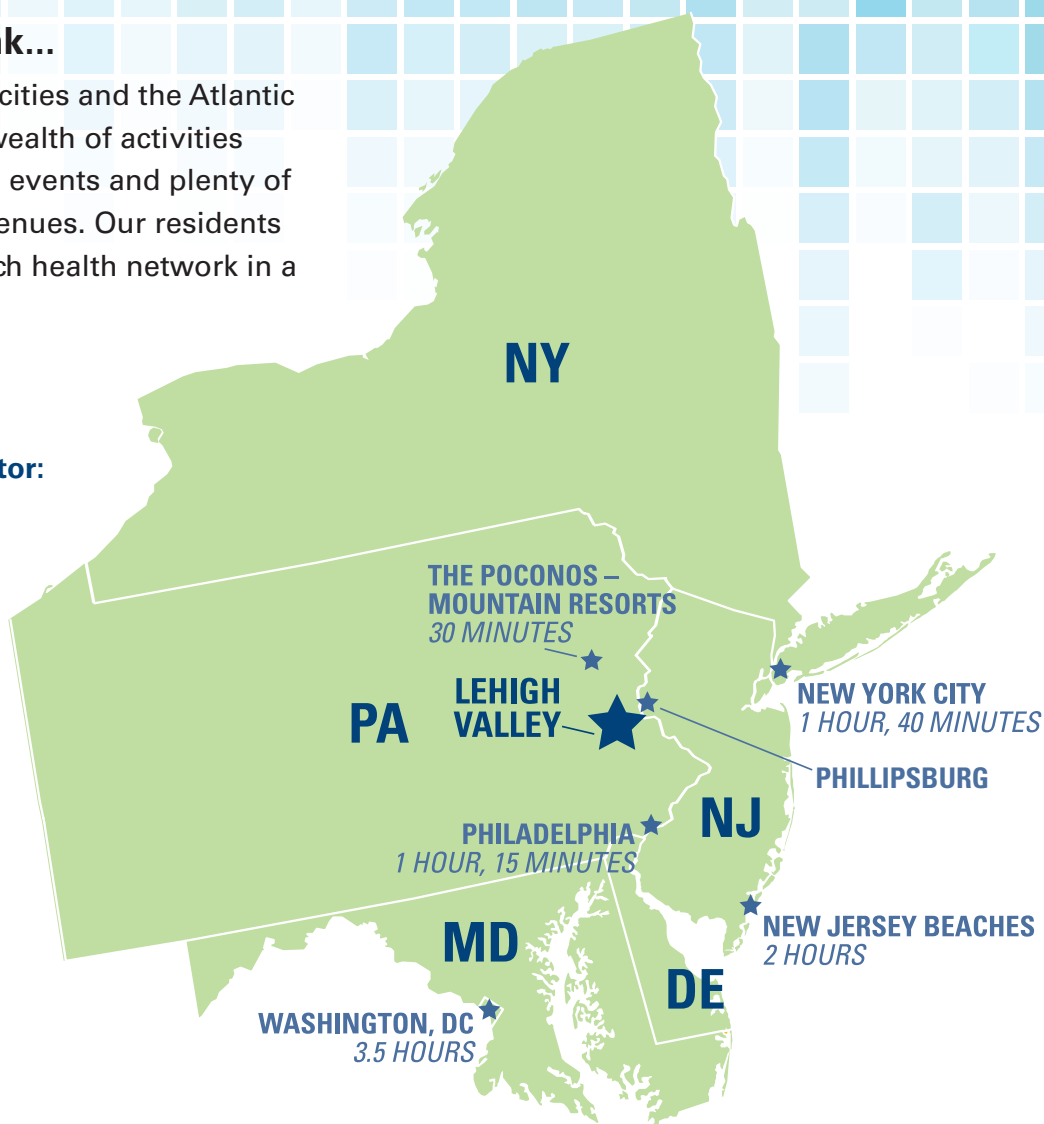 k...
cities and the Atlantic
wealth of activities
events and plenty of
enues. Our residents
ch health network in a
NY
tor:
THE POCONOS –
MOUNTAIN RESORTS
30 MINUTES
LEHIGH
VALLEY
PA
NEW YORK CITY
1 HOUR, 40 MINUTES
PHILLIPSBURG
NJ
PHILADELPHIA
1 HOUR, 15 MINUTES
MD
NEW JERSEY BEACHES
2 HOURS
DE
WASHINGTON, DC
3.5 HOURS